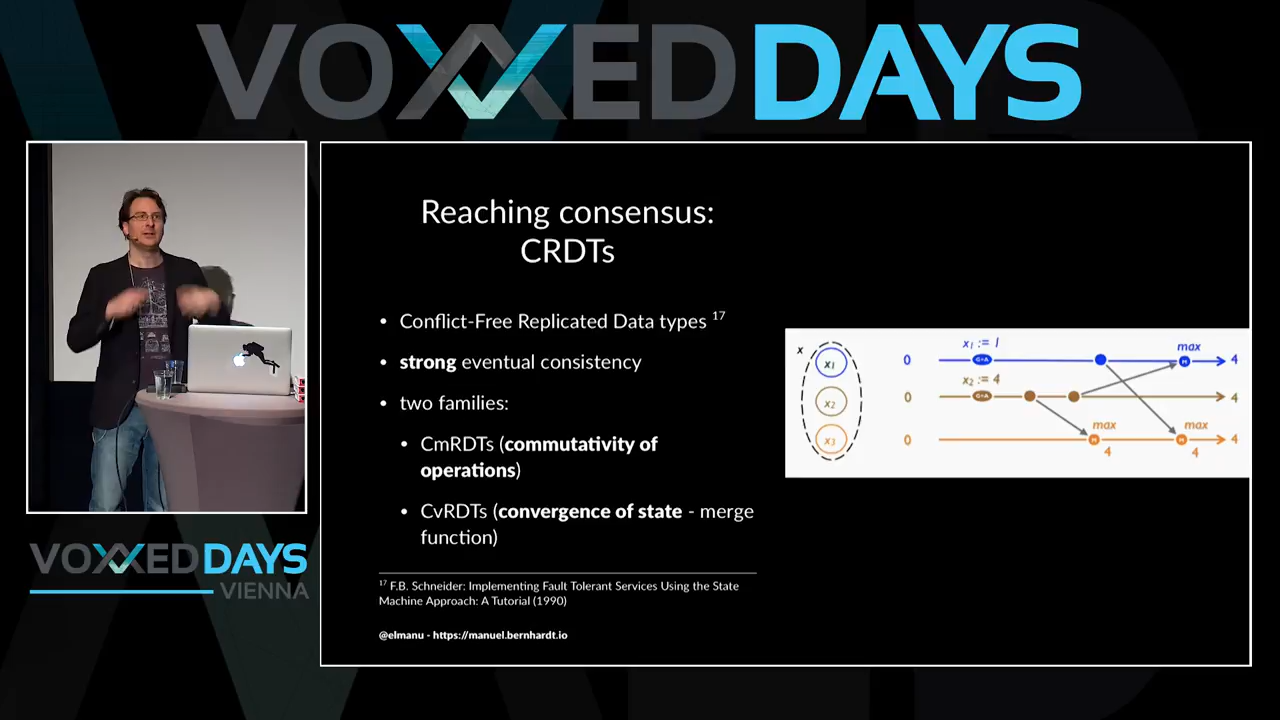 VOXXED DAYS
Reaching consensus:
CRDTs
• Conflict-Free Replicated Data types 17
• strong eventual consistency
• two families:
• CmRDTs (commutativity of
operations)
• CvRDTs (convergence of state - merge
function)
17 F.B. Schneider: Implementing Fault Tolerant Services Using the State
Machine Approach: A Tutorial (1990)
@elmanu - https://manuel.bernhardt.io
x
x1
x2
x3
0
x1 := 1
max
M
4
0
x2 := 4
4
0
max
M
4
max
M
4
4
VOXXED DAYS
VIENNA